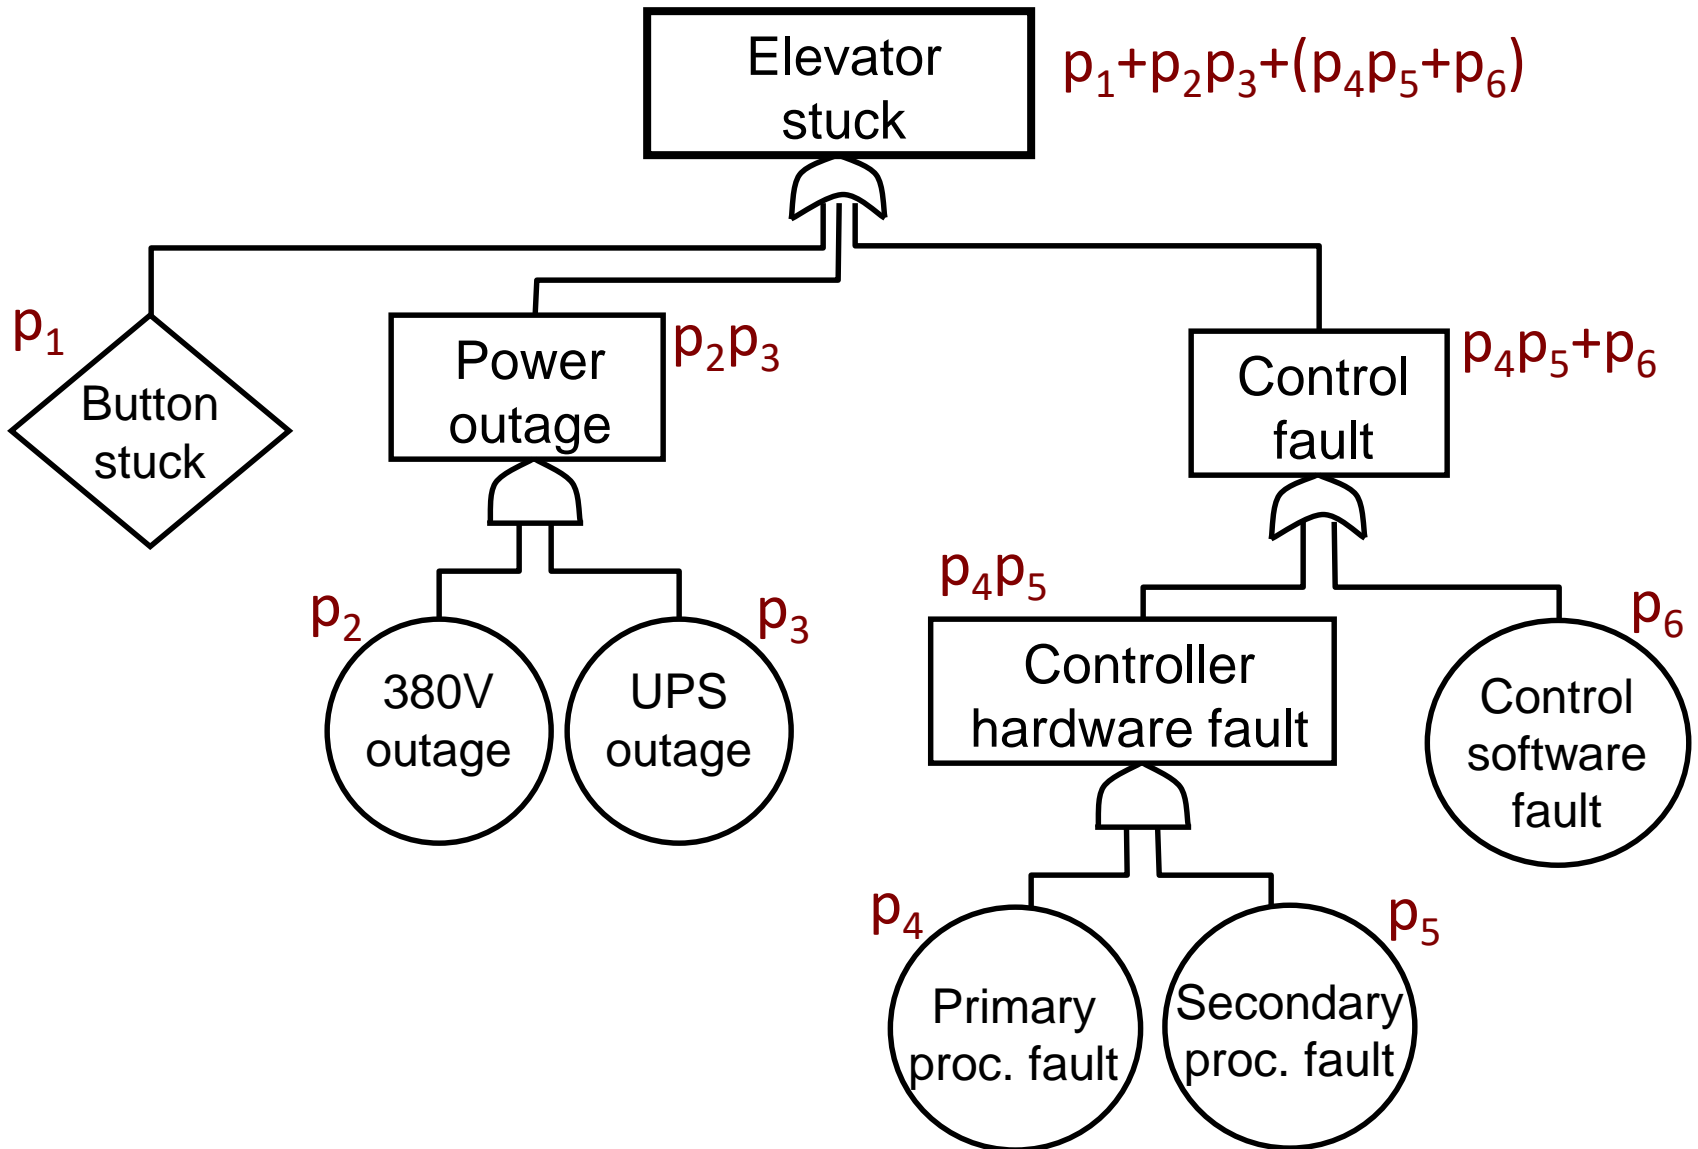 Elevator
stuck
p₁+p₂p₃+(p₄p₅+p₆)
p₁
Button
stuck
Power
outage
p₂p₃
Control
fault
p₄p₅+p₆
p₂
380V
outage
p₃
UPS
outage
p₄p₅
Controller
hardware fault
p₆
Control
software
fault
p₄
Primary
proc. fault
p₅
Secondary
proc. fault